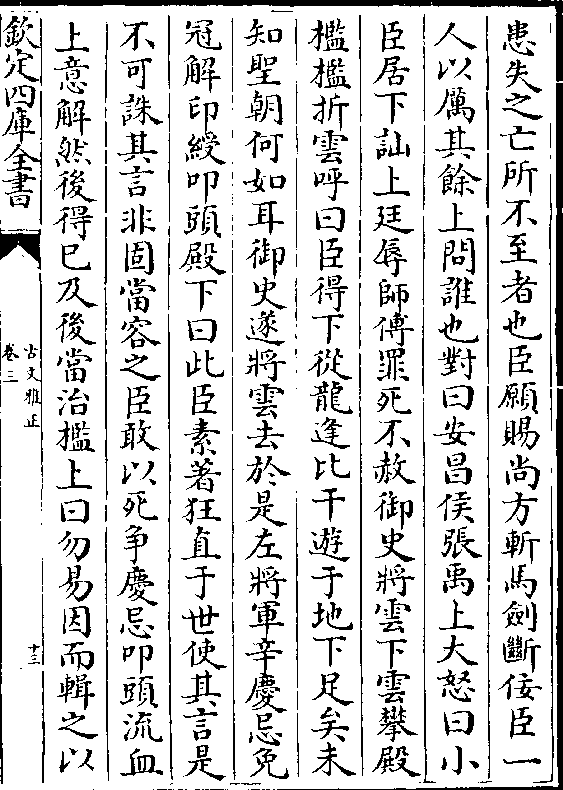 患失之亡所不至者也臣願賜尚方斬馬劍斷佞臣一
人以厲其餘上問誰也對曰安昌侯張禹上大怒曰小
臣居下訕上廷辱師傅罪死不赦御史將雲下雲攀殿
檻檻折雲呼曰臣得下從龍逢比干遊于地下足矣未
知聖朝何如耳御史遂將雲去於是左將軍辛慶忌免
冠解印綬叩頭殿下曰此臣素著狂直于世使其言是
不可誅其言非固當容之臣敢以死争慶忌叩頭流血
上意解然後得已及後當治檻上曰勿易因而輯之以
欽定四庫全書
古文雅正
卷三
十三